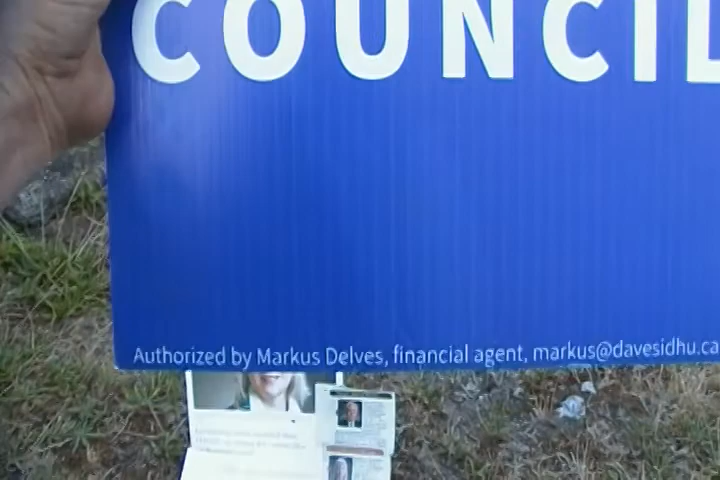 COUNCIL
Authorized by Markus Delves, financial agent, markus@davesidhu.ca